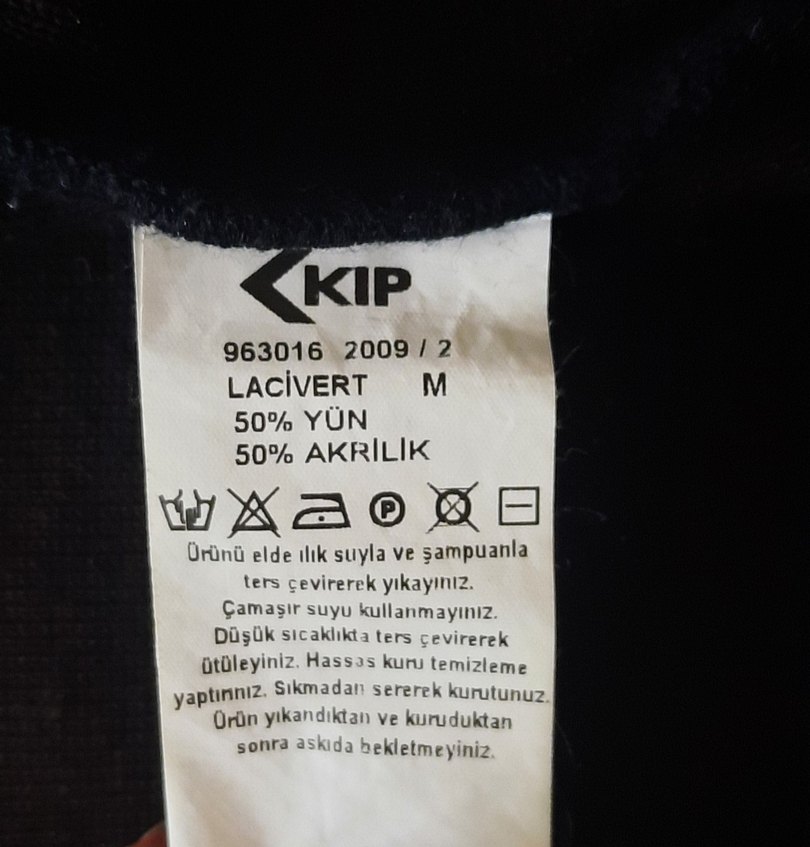 KIP
963016 2009 / 2
LACİVERT M
50% YÜN
50% AKRİLİK
P
Ürünü elde ılık suyla ve şampuanla
ters çevirerek yıkayınız.
Çamaşır suyu kullanmayınız.
Düşük sıcaklıkta ters çevirerek
ütüleyiniz. Hassas kuru temizleme
yaptırınız. Sıkmadan sererek kurutunuz.
Ürün yıkandıktan ve kuruduktan
sonra askıda bekletmeyiniz.